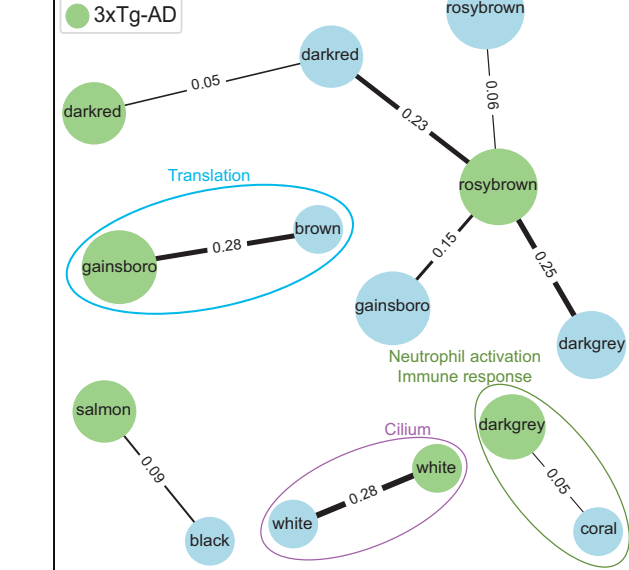 3xTg-AD
rosybrown
darkred
0.05
darkred
0.06
0.23
Translation
rosybrown
brown
0.28
gainsboro
0.15
0.25
gainsboro
darkgrey
Neutrophil activation
Immune response
salmon
darkgrey
Cilium
white
0.09
0.28
0.05
white
coral
black